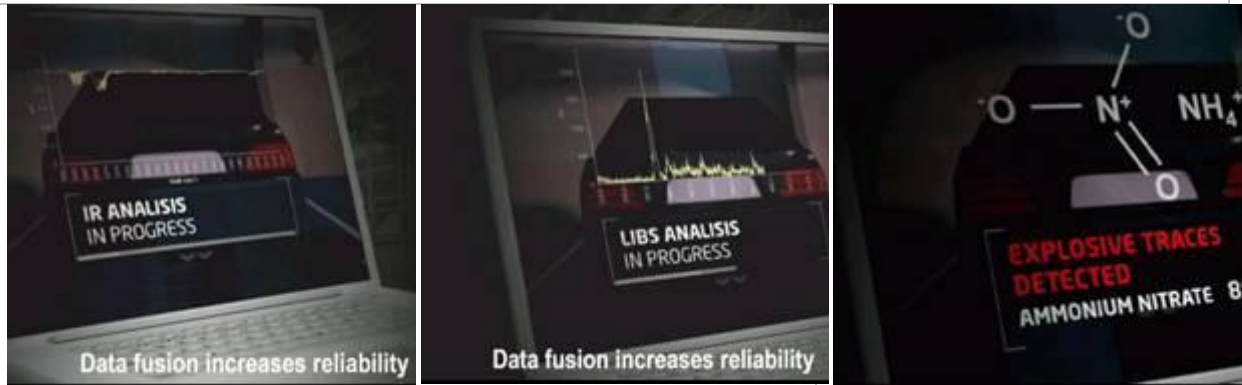 IR ANALISIS
IN PROGRESS
Data fusion increases reliability
LIBS ANALISIS
IN PROGRESS
Data fusion increases reliability
-O
-O
N+
NH4+
O
EXPLOSIVE TRACES
DETECTED
AMMONIUM NITRATE 8